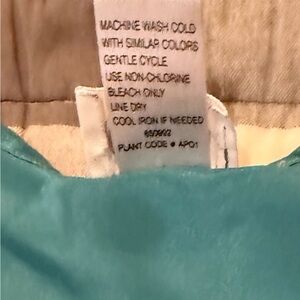 MACHINE WASH COLD
WITH SIMILAR COLORS
GENTLE CYCLE
USE NON-CHLORINE
BLEACH ONLY
LINE DRY
COOL IRON IF NEEDED
690992
PLANT CODE • AP01